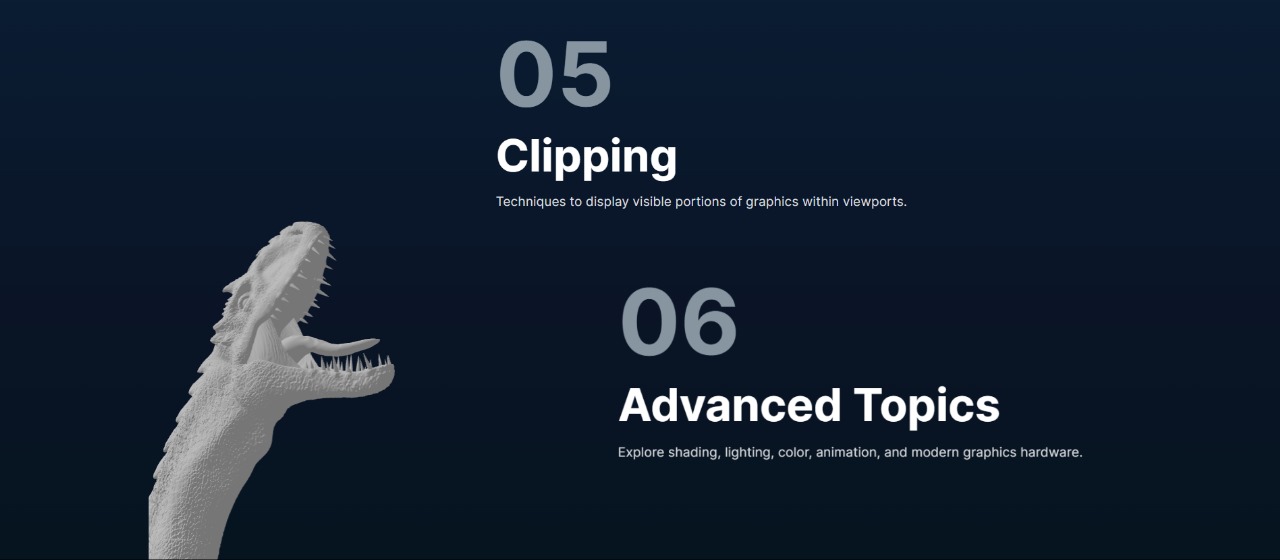 05
Clipping
Techniques to display visible portions of graphics within viewports.
06
Advanced Topics
Explore shading, lighting, color, animation, and modern graphics hardware.